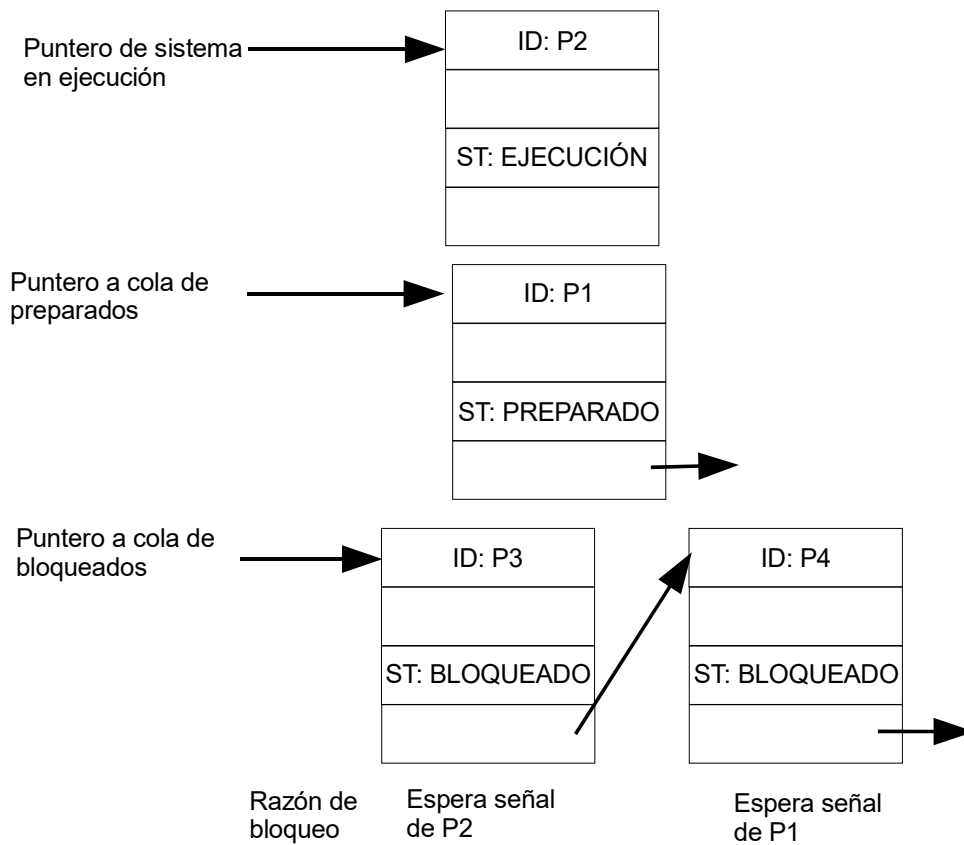 Puntero de sistema
en ejecución
ID: P2
ST: EJECUCIÓN
Puntero a cola de
preparados
ID: P1
ST: PREPARADO
Puntero a cola de
bloqueados
ID: P3
ID: P4
ST: BLOQUEADO
ST: BLOQUEADO
Razón de
bloqueo
Espera señal
de P2
Espera señal
de P1